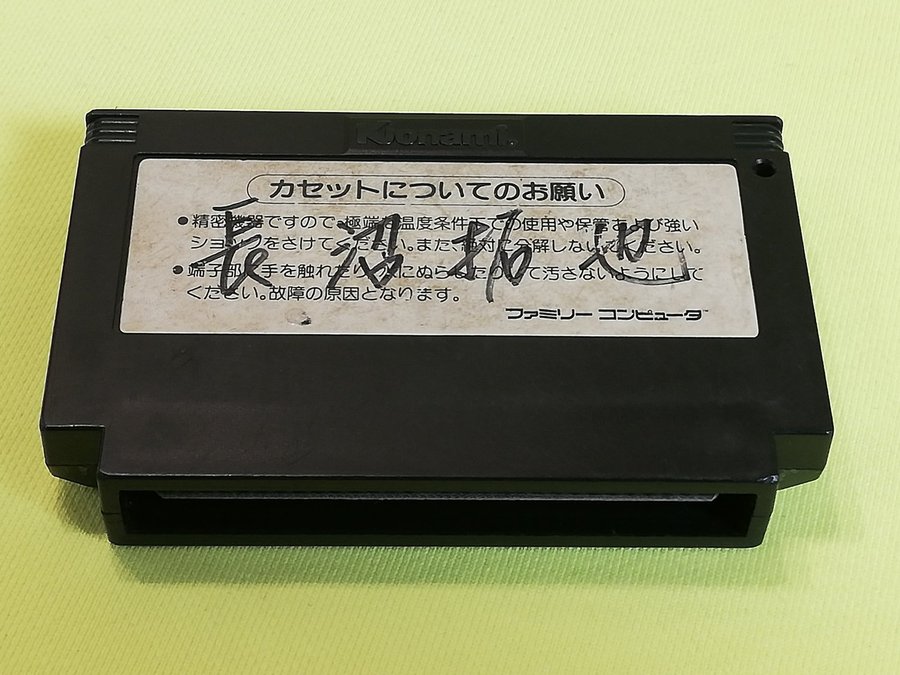 Konami
カセットについてのお願い
●精密機器ですので、極端な温度条件下での使用や保管および強い
ショックをさけてください。また、絶対に分解しないでください。
●端子部に手を触れたり、水にぬらしたりして汚さないようにして
ください。故障の原因となります。
長沼拓也
ファミリー コンピュータ™